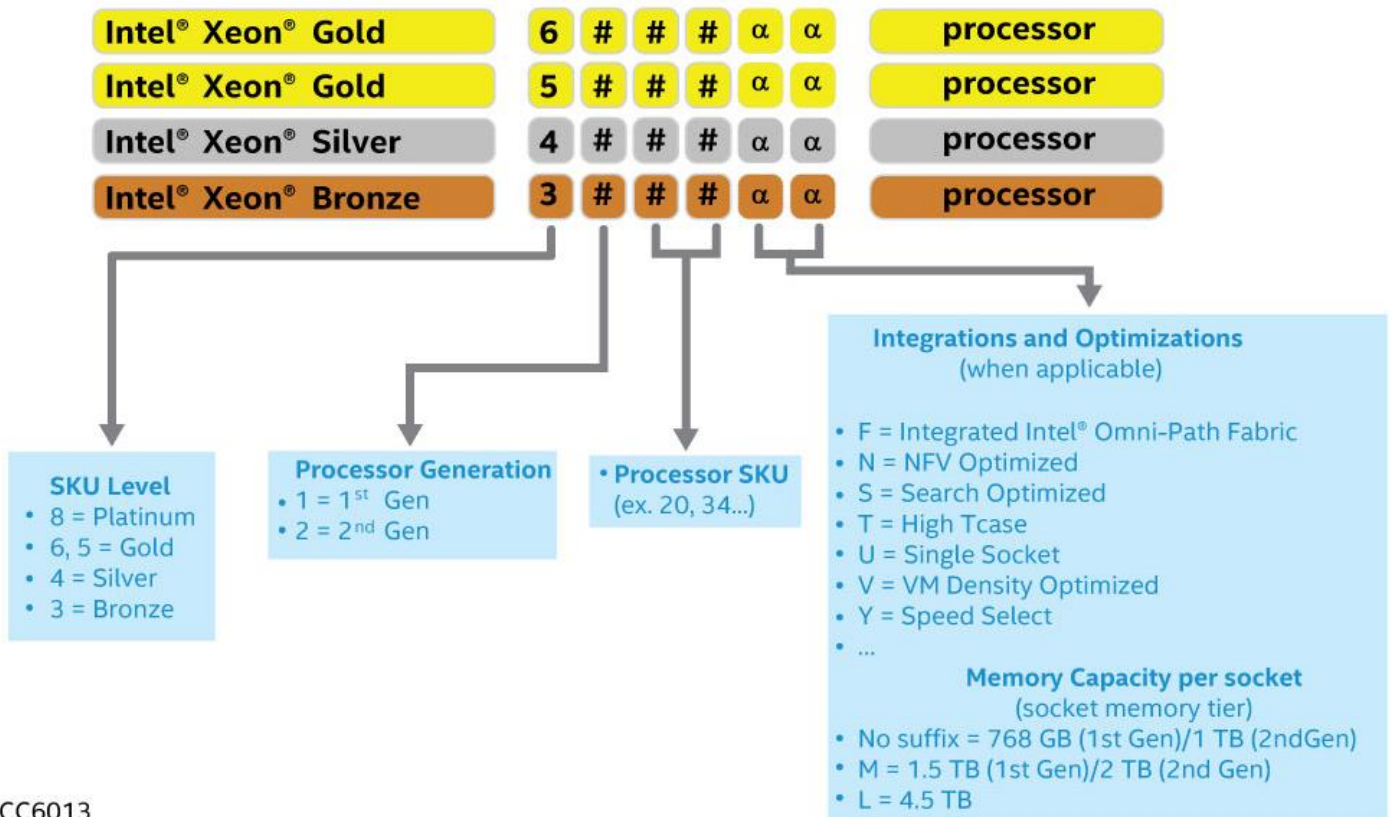 Intel® Xeon® Gold 6 # # # α α processor
Intel® Xeon® Gold 5 # # # α α processor
Intel® Xeon® Silver 4 # # # α α processor
Intel® Xeon® Bronze 3 # # # α α processor
SKU Level
• 8 = Platinum
• 6, 5 = Gold
• 4 = Silver
• 3 = Bronze
Processor Generation
• 1 = 1st Gen
• 2 = 2nd Gen
• Processor SKU
(ex. 20, 34...)
Integrations and Optimizations
(when applicable)
• F = Integrated Intel® Omni-Path Fabric
• N = NFV Optimized
• S = Search Optimized
• T = High Tcase
• U = Single Socket
• V = VM Density Optimized
• Y = Speed Select
• ...
Memory Capacity per socket
(socket memory tier)
• No suffix = 768 GB (1st Gen)/1 TB (2ndGen)
• M = 1.5 TB (1st Gen)/2 TB (2nd Gen)
• L = 4.5 TB
CC6013